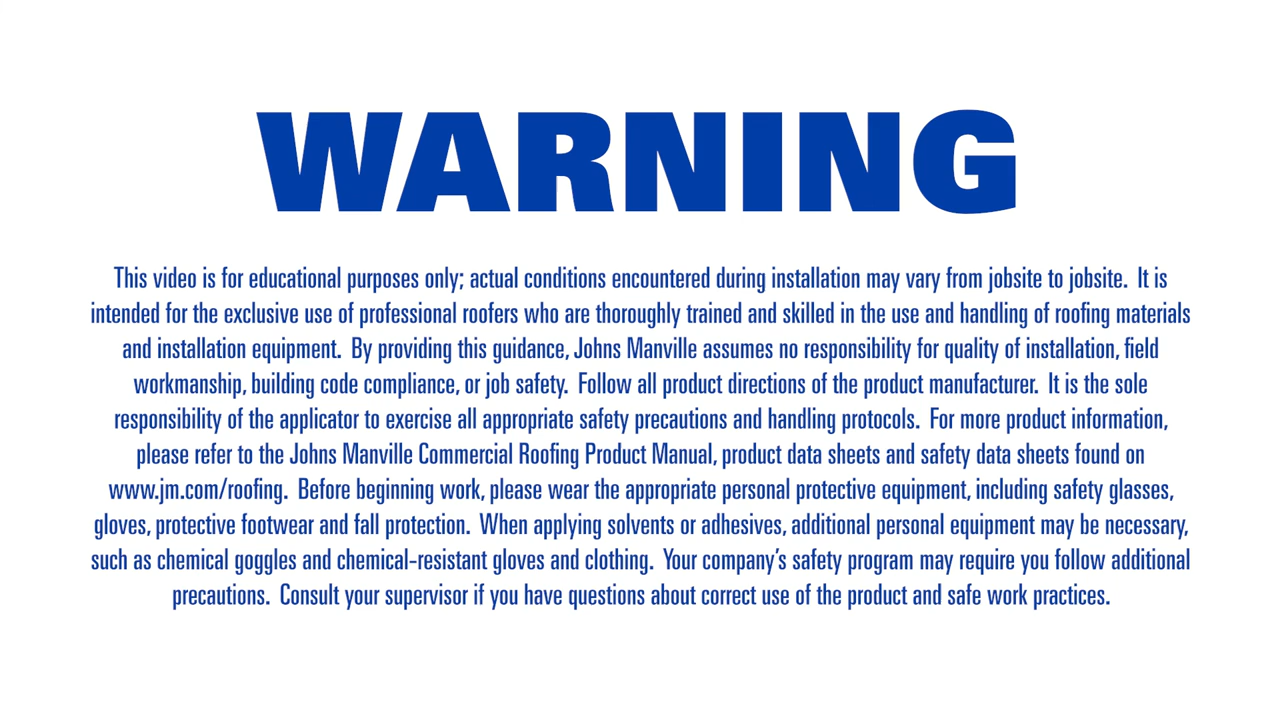 WARNING
This video is for educational purposes only; actual conditions encountered during installation may vary from jobsite to jobsite.  It is
intended for the exclusive use of professional roofers who are thoroughly trained and skilled in the use and handling of roofing materials
and installation equipment.  By providing this guidance, Johns Manville assumes no responsibility for quality of installation, field
workmanship, building code compliance, or job safety.  Follow all product directions of the product manufacturer.  It is the sole
responsibility of the applicator to exercise all appropriate safety precautions and handling protocols.  For more product information,
please refer to the Johns Manville Commercial Roofing Product Manual, product data sheets and safety data sheets found on
www.jm.com/roofing.  Before beginning work, please wear the appropriate personal protective equipment, including safety glasses,
gloves, protective footwear and fall protection.  When applying solvents or adhesives, additional personal equipment may be necessary,
such as chemical goggles and chemical-resistant gloves and clothing.  Your company’s safety program may require you follow additional
precautions.  Consult your supervisor if you have questions about correct use of the product and safe work practices.